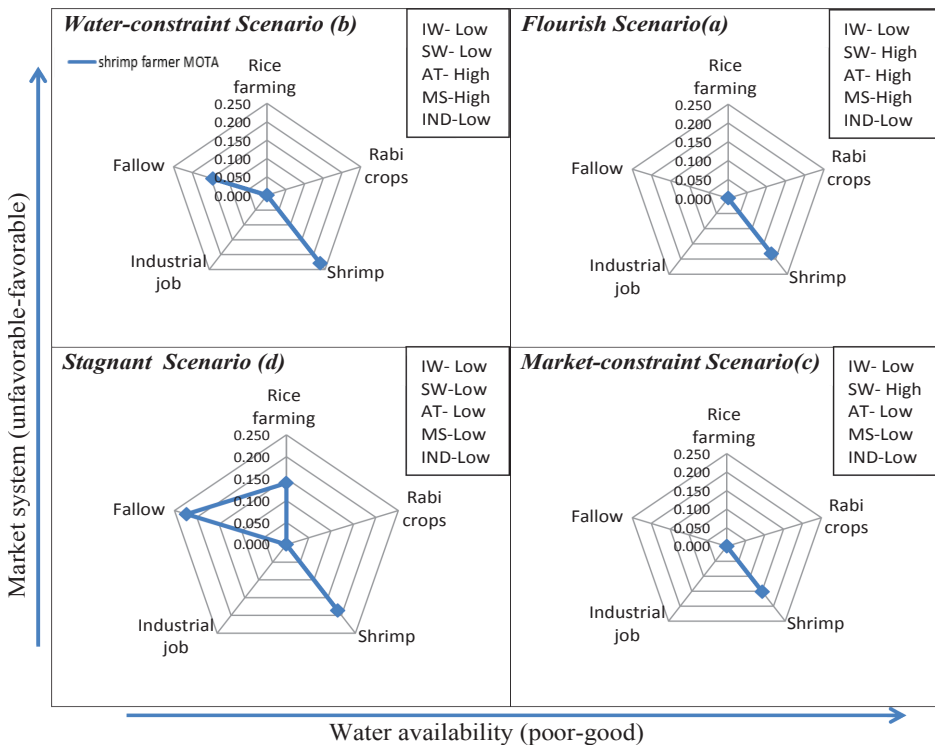 Water-constraint Scenario (b)
shrimp farmer MOTA
IW- Low
SW- Low
AT- High
MS-High
IND-Low
Rice
farming
0.250
0.200
0.150
0.100
0.050
0.000
Fallow
Rabi
crops
Industrial
job
Shrimp
Flourish Scenario(a)
IW- Low
SW- High
AT- High
MS-High
IND-Low
Rice
farming
0.250
0.200
0.150
0.100
0.050
0.000
Fallow
Rabi
crops
Industrial
job
Shrimp
Stagnant Scenario (d)
IW- Low
SW-Low
AT- Low
MS-Low
IND-Low
Rice
farming
0.250
0.200
0.150
0.100
0.050
0.000
Fallow
Rabi
crops
Industrial
job
Shrimp
Market-constraint Scenario(c)
IW- Low
SW- High
AT- Low
MS-Low
IND-Low
Rice
farming
0.250
0.200
0.150
0.100
0.050
0.000
Fallow
Rabi
crops
Industrial
job
Shrimp
Market system (unfavorable-favorable)
Water availability (poor-good)